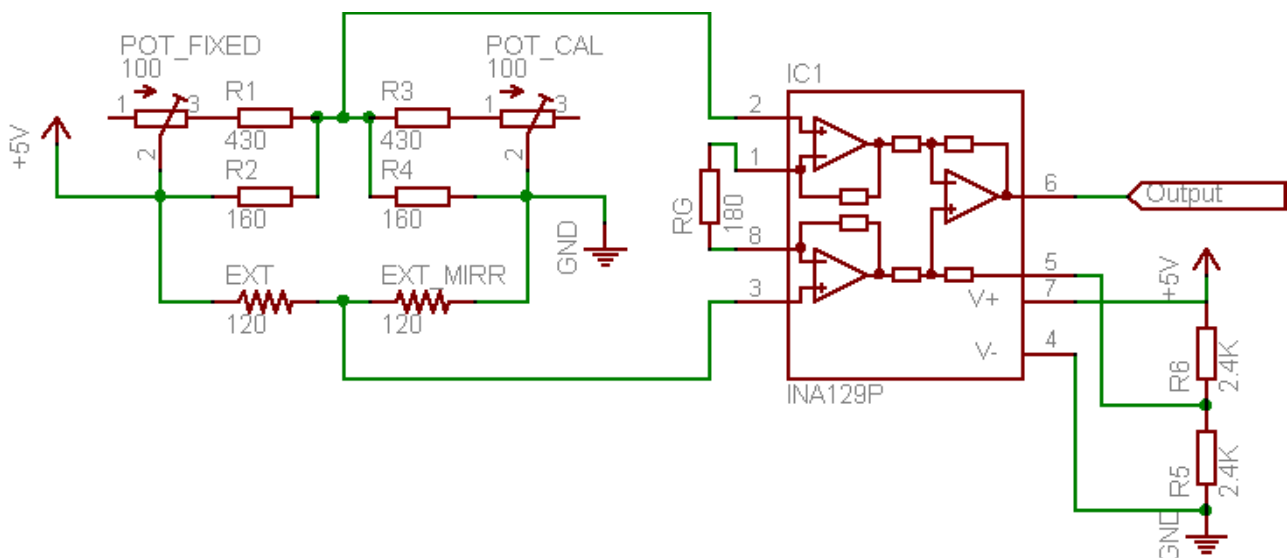 POT_FIXED
100
1
3
2
R1
430
R2
160
+5V
R3
430
R4
160
POT_CAL
100
1
3
2
GND
EXT
120
EXT_MIRR
120
IC1
2
1
8
3
RG
180
6
5
7
4
V+
V-
INA129P
Output
+5V
R6
2.4K
R5
2.4K
GND